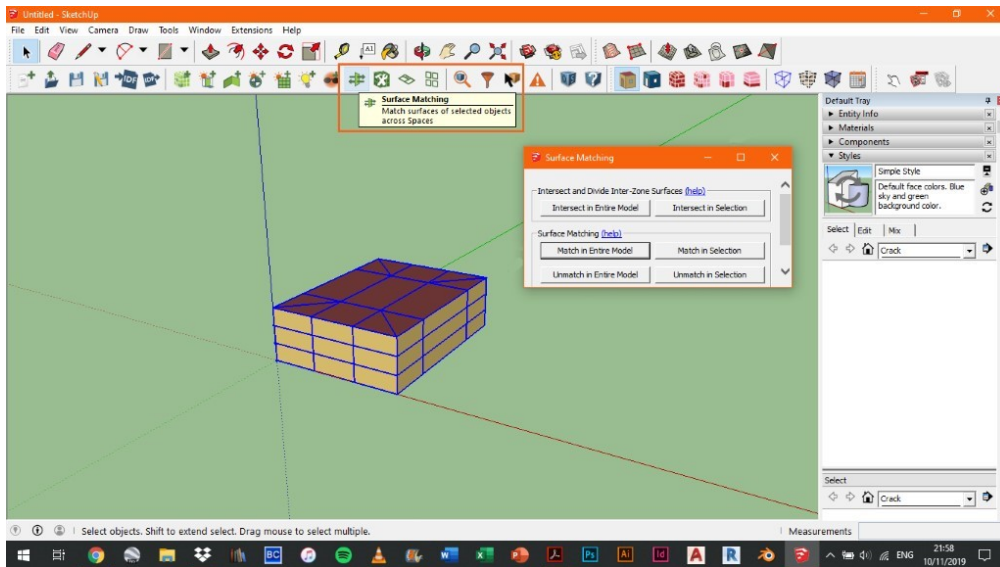 Untitled - SketchUp
File Edit View Camera Draw Tools Window Extensions Help
A1
Surface Matching
Match surfaces of selected objects
across Spaces
Surface Matching
Intersect and Divide Inter-Zone Surfaces (help)
Intersect in Entire Model Intersect in Selection
Surface Matching (help)
Match in Entire Model Match in Selection
Unmatch in Entire Model Unmatch in Selection
Default Tray
Entity Info
Materials
Components
Styles
Simple Style
Default face colors. Blue
sky and green
background color.
Select Edit Mix
Crack
Select
Crack
Select objects. Shift to extend select. Drag mouse to select multiple.
Measurements
BC Ps Ai Id A R
ENG
21:58
10/11/2019